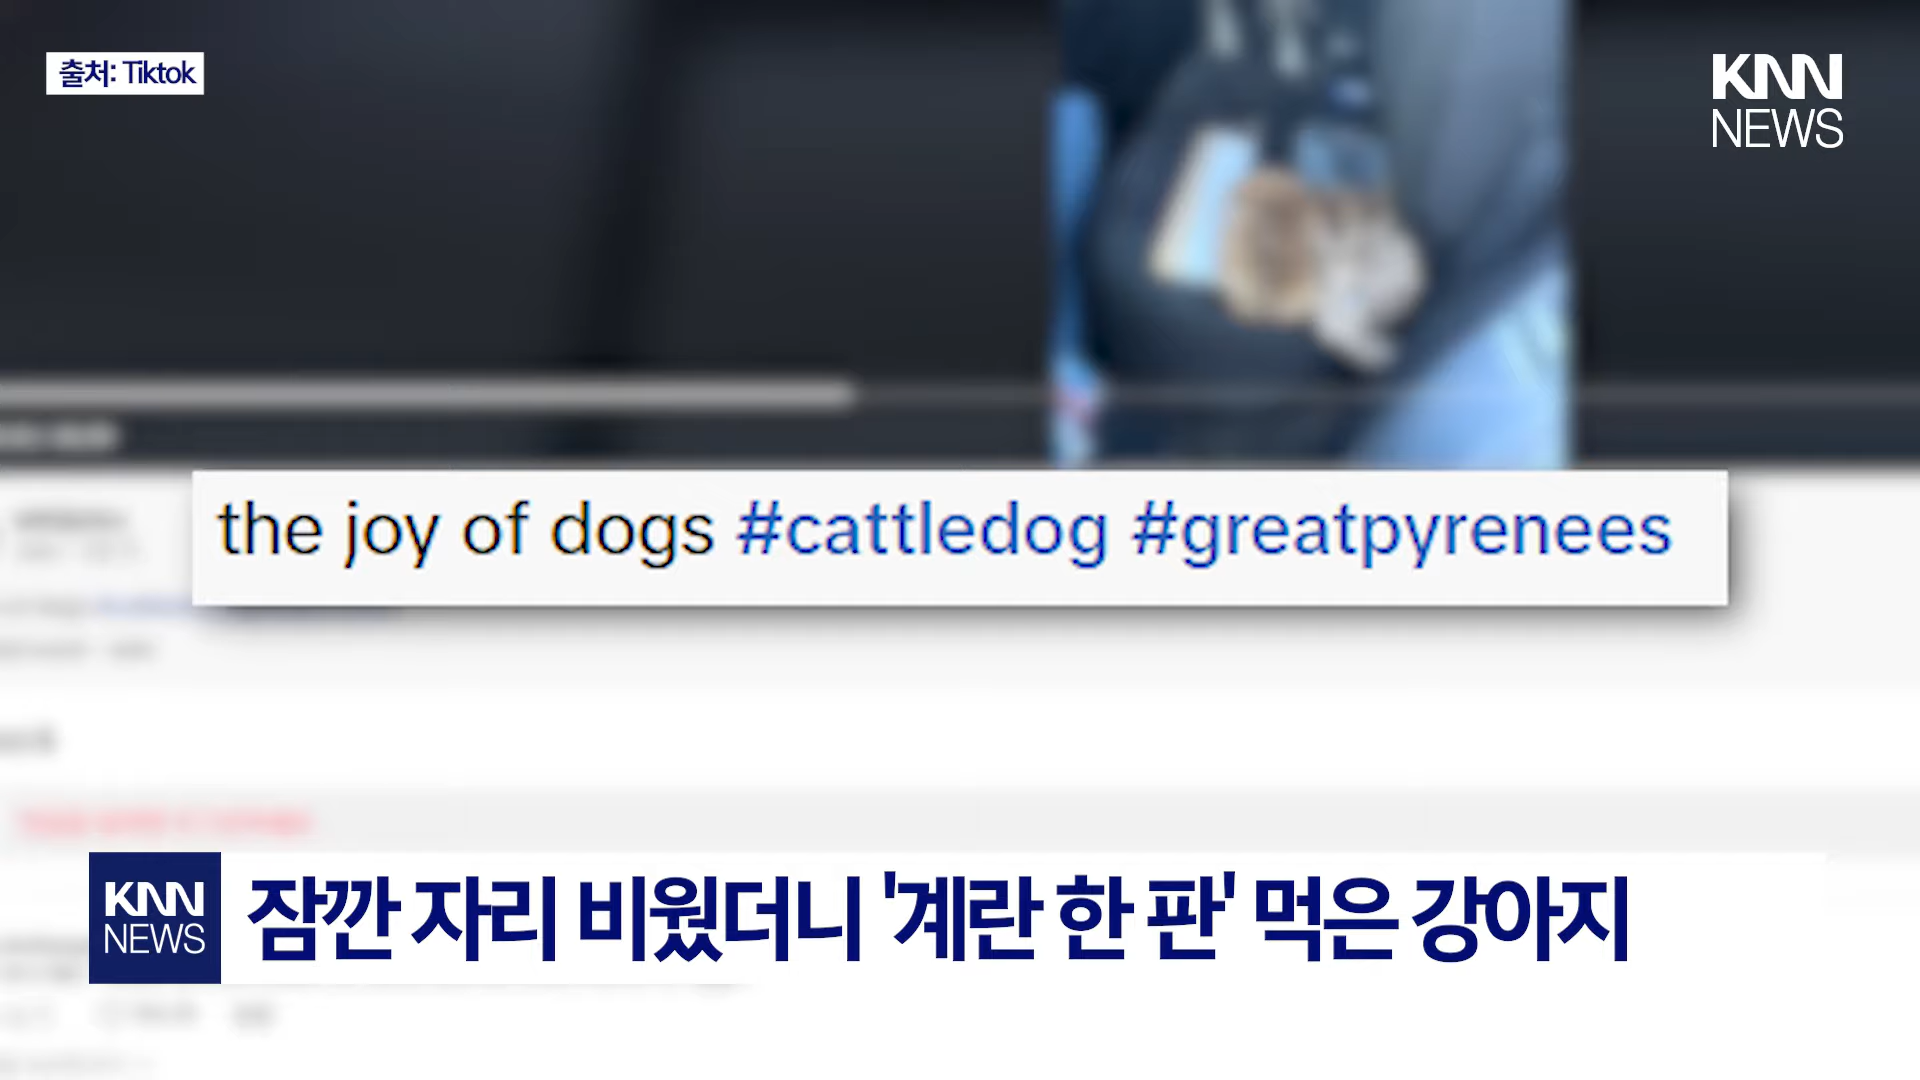 출처: Tiktok
KNN
NEWS
the joy of dogs #cattledog #greatpyrenees
KNN
NEWS
잠깐 자리 비웠더니 '계란 한 판' 먹은 강아지